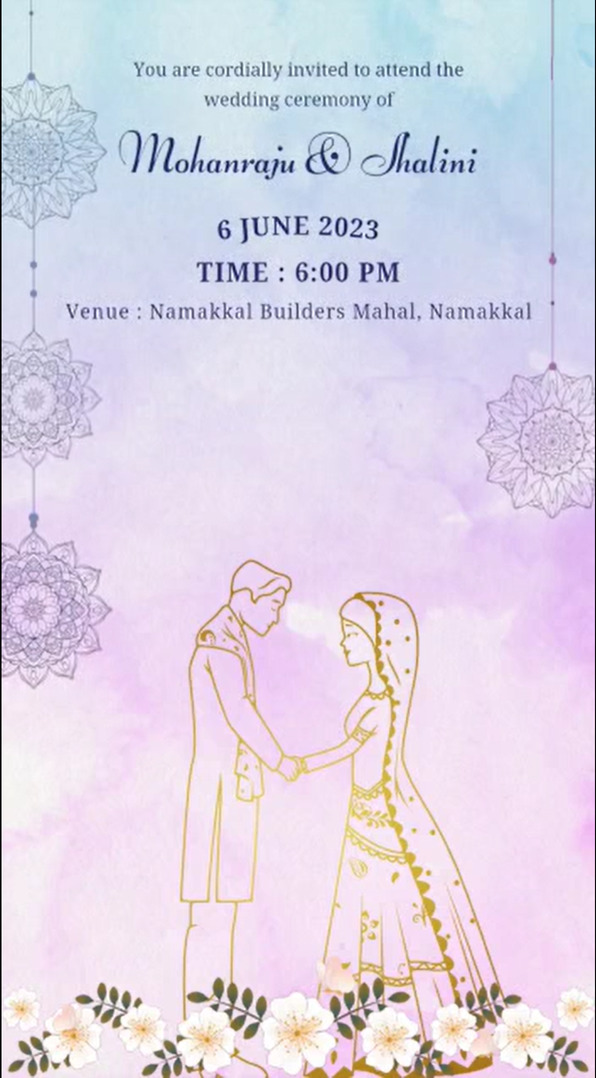 You are cordially invited to attend the
wedding ceremony of
Mohanraju & Shalini
6 JUNE 2023
TIME : 6:00 PM
Venue : Namakkal Builders Mahal, Namakkal